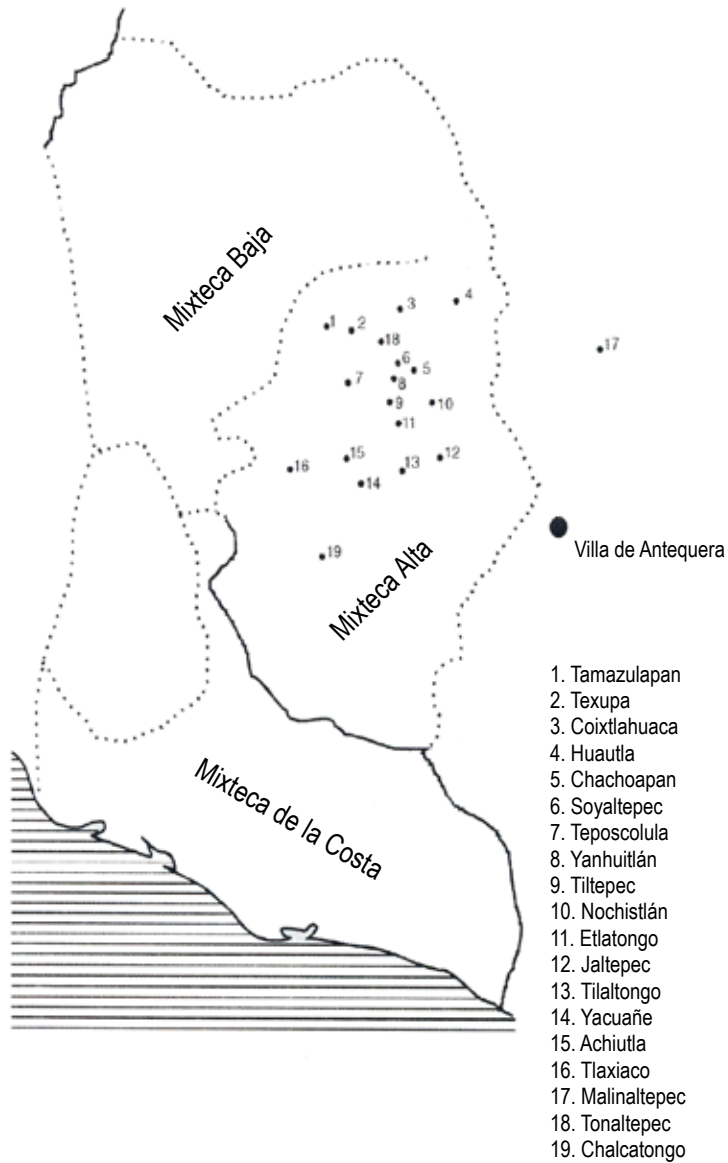 Mixteca Baja
4
3
1
2
18
17
6
5
7
8
9
10
11
15
12
16
13
14
Villa de Antequera
19
Mixteca Alta
1. Tamazulapan
2. Texupa
3. Coixtlahuaca
4. Huautla
5. Chachoapan
6. Soyaltepec
7. Teposcolula
8. Yanhuitlán
9. Tiltepec
10. Nochistlán
11. Etlatongo
12. Jaltepec
13. Tilaltongo
14. Yacuañe
15. Achiutla
16. Tlaxiaco
17. Malinaltepec
18. Tonaltepec
19. Chalcatongo
Mixteca de la Costa